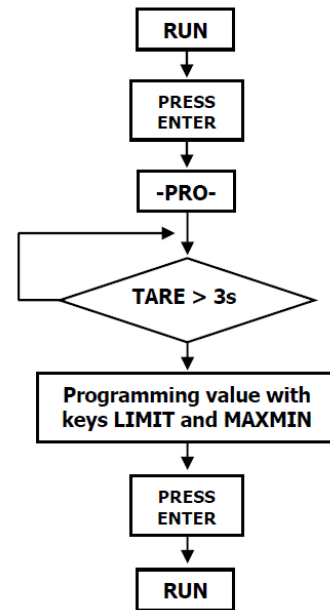 RUN
PRESS
ENTER
-PRO-
TARE > 3s
Programming value with
keys LIMIT and MAXMIN
PRESS
ENTER
RUN